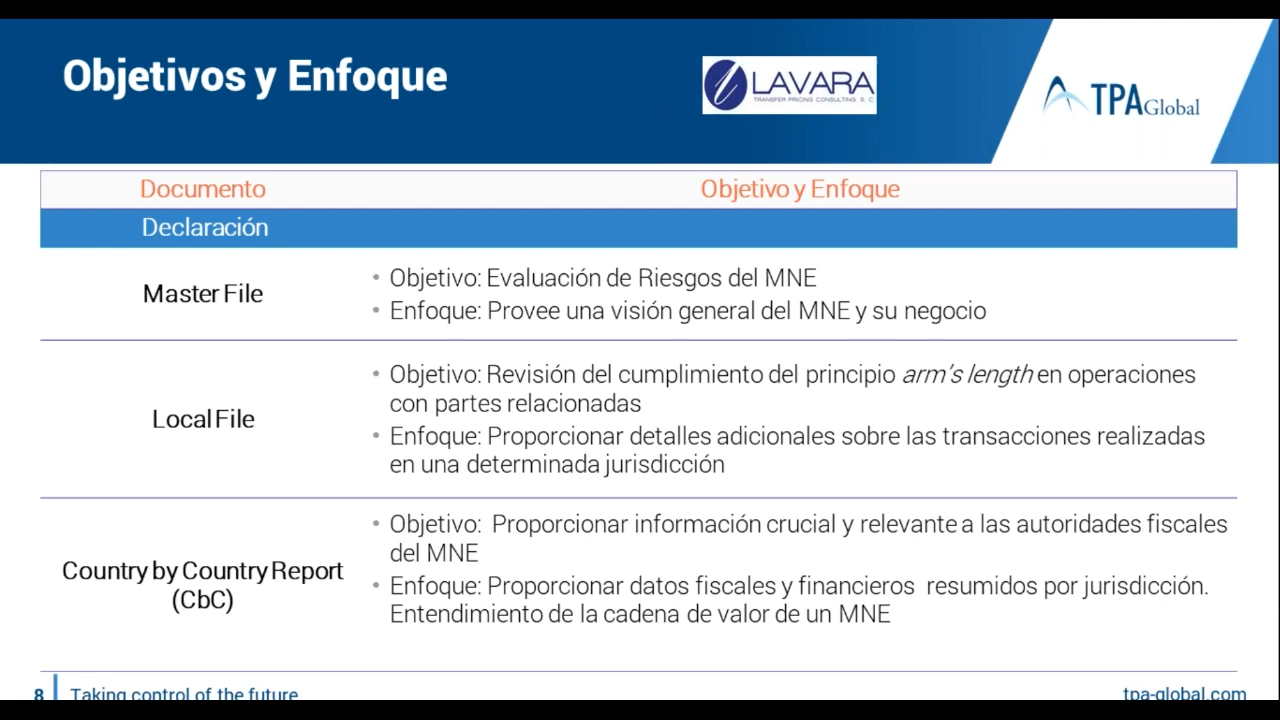 Objetivos y Enfoque
LAVARA
TRANSFER PRICING CONSULTING, S. C.
TPAGlobal
Documento
Objetivo y Enfoque
Declaración
Master File
• Objetivo: Evaluación de Riesgos del MNE
• Enfoque: Provee una visión general del MNE y su negocio
Local File
• Objetivo: Revisión del cumplimiento del principio arm's length en operaciones
con partes relacionadas
• Enfoque: Proporcionar detalles adicionales sobre las transacciones realizadas
en una determinada jurisdicción
Country by Country Report
(CbC)
• Objetivo: Proporcionar información crucial y relevante a las autoridades fiscales
del MNE
• Enfoque: Proporcionar datos fiscales y financieros resumidos por jurisdicción.
Entendimiento de la cadena de valor de un MNE
8
Taking control of the future
tpa-global.com